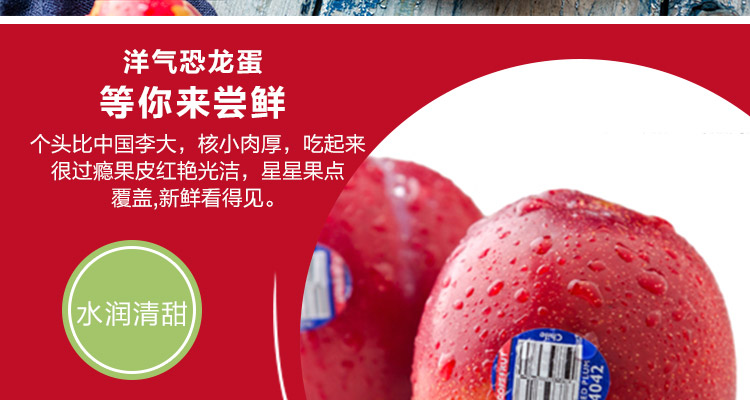 洋气恐龙蛋
等你来尝鲜
个头比中国李大，核小肉厚，吃起来
很过瘾果皮红艳光洁，星星果点
覆盖,新鲜看得见。
水润清甜
Chile
4042